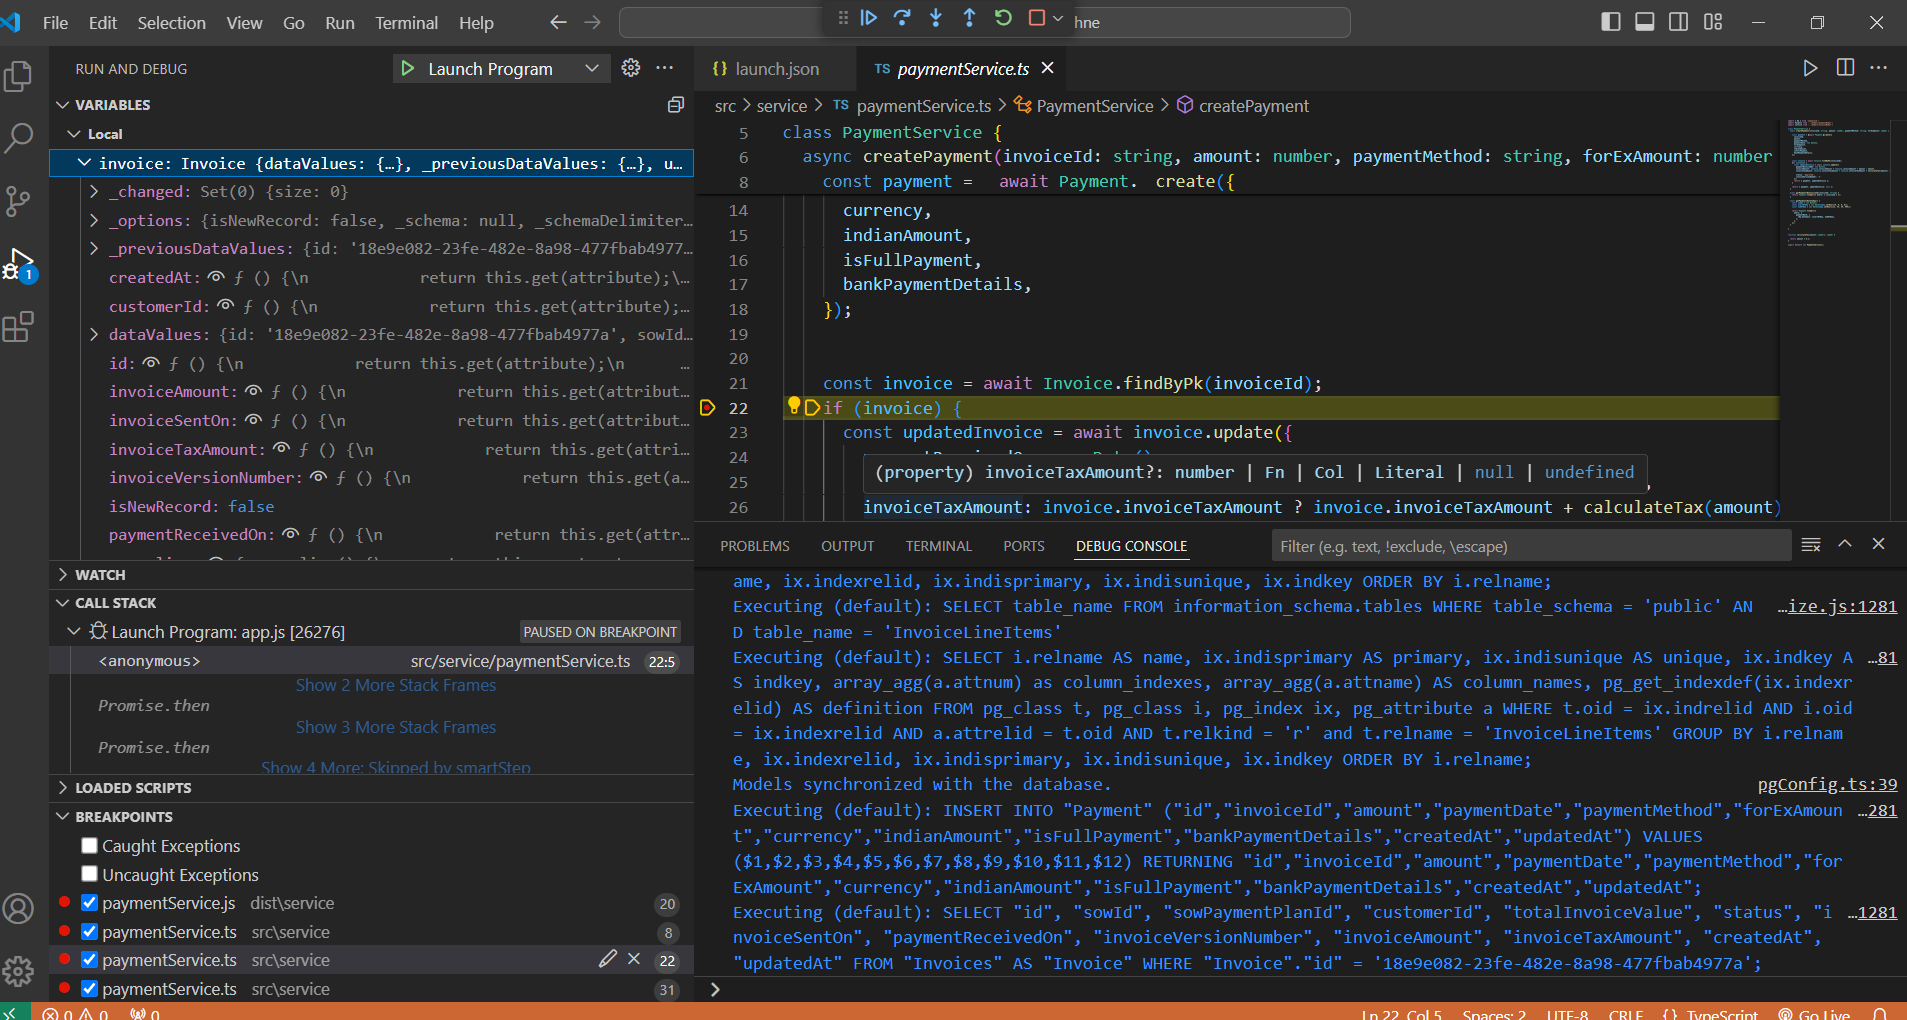 File Edit Selection View Go Run Terminal Help
hne
RUN AND DEBUG
Launch Program
VARIABLES
Local
invoice: Invoice {dataValues: {…}, _previousDataValues: {…}, u…
_changed: Set(0) {size: 0}
_options: {isNewRecord: false, _schema: null, _schemaDelimiter…
_previousDataValues: {id: '18e9e082-23fe-482e-8a98-477fbab4977…
createdAt: ƒ () {\n return this.get(attribute);\…
customerId: ƒ () {\n return this.get(attribute);…
dataValues: {id: '18e9e082-23fe-482e-8a98-477fbab4977a', sowId…
id: ƒ () {\n return this.get(attribute);\n …
invoiceAmount: ƒ () {\n return this.get(attribut…
invoiceSentOn: ƒ () {\n return this.get(attribut…
invoiceTaxAmount: ƒ () {\n return this.get(attri…
invoiceVersionNumber: ƒ () {\n return this.get(a…
isNewRecord: false
paymentReceivedOn: ƒ () {\n return this.get(attr…
WATCH
CALL STACK
Launch Program: app.js [26276] PAUSED ON BREAKPOINT
<anonymous> src/service/paymentService.ts 22:5
Show 2 More Stack Frames
Promise.then
Show 3 More Stack Frames
Promise.then
Show 4 More: Skipped by smartStep
LOADED SCRIPTS
BREAKPOINTS
Caught Exceptions
Uncaught Exceptions
paymentService.js dist\service 20
paymentService.ts src\service 8
paymentService.ts src\service 22
paymentService.ts src\service 31
{} launch.json TS paymentService.ts
src > service > TS paymentService.ts > PaymentService > createPayment
5 class PaymentService {
6 async createPayment(invoiceId: string, amount: number, paymentMethod: string, forExAmount: number
8 const payment = await Payment. create({
14 currency,
15 indianAmount,
16 isFullPayment,
17 bankPaymentDetails,
18 });
19
20
21 const invoice = await Invoice.findByPk(invoiceId);
22 if (invoice) {
23 const updatedInvoice = await invoice.update({
24
(property) invoiceTaxAmount?: number | Fn | Col | Literal | null | undefined
25
26 invoiceTaxAmount: invoice.invoiceTaxAmount ? invoice.invoiceTaxAmount + calculateTax(amount)
PROBLEMS OUTPUT TERMINAL PORTS DEBUG CONSOLE Filter (e.g. text, !exclude, \escape)
ame, ix.indexrelid, ix.indisprimary, ix.indisunique, ix.indkey ORDER BY i.relname;
Executing (default): SELECT table_name FROM information_schema.tables WHERE table_schema = 'public' AN …ize.js:1281
D table_name = 'InvoiceLineItems'
Executing (default): SELECT i.relname AS name, ix.indisprimary AS primary, ix.indisunique AS unique, ix.indkey A …81
S indkey, array_agg(a.attnum) as column_indexes, array_agg(a.attname) AS column_names, pg_get_indexdef(ix.indexr
elid) AS definition FROM pg_class t, pg_class i, pg_index ix, pg_attribute a WHERE t.oid = ix.indrelid AND i.oid
= ix.indexrelid AND a.attrelid = t.oid AND t.relkind = 'r' and t.relname = 'InvoiceLineItems' GROUP BY i.relnam
e, ix.indexrelid, ix.indisprimary, ix.indisunique, ix.indkey ORDER BY i.relname;
Models synchronized with the database. pgConfig.ts:39
Executing (default): INSERT INTO "Payment" ("id","invoiceId","amount","paymentDate","paymentMethod","forExAmoun …281
t","currency","indianAmount","isFullPayment","bankPaymentDetails","createdAt","updatedAt") VALUES
($1,$2,$3,$4,$5,$6,$7,$8,$9,$10,$11,$12) RETURNING "id","invoiceId","amount","paymentDate","paymentMethod","for
ExAmount","currency","indianAmount","isFullPayment","bankPaymentDetails","createdAt","updatedAt";
Executing (default): SELECT "id", "sowId", "sowPaymentPlanId", "customerId", "totalInvoiceValue", "status", "i …1281
nvoiceSentOn", "paymentReceivedOn", "invoiceVersionNumber", "invoiceAmount", "invoiceTaxAmount", "createdAt",
"updatedAt" FROM "Invoices" AS "Invoice" WHERE "Invoice"."id" = '18e9e082-23fe-482e-8a98-477fbab4977a';
0 0 0 Ln 22, Col 5 Spaces: 2 UTF-8 CRLF {} TypeScript Go Live